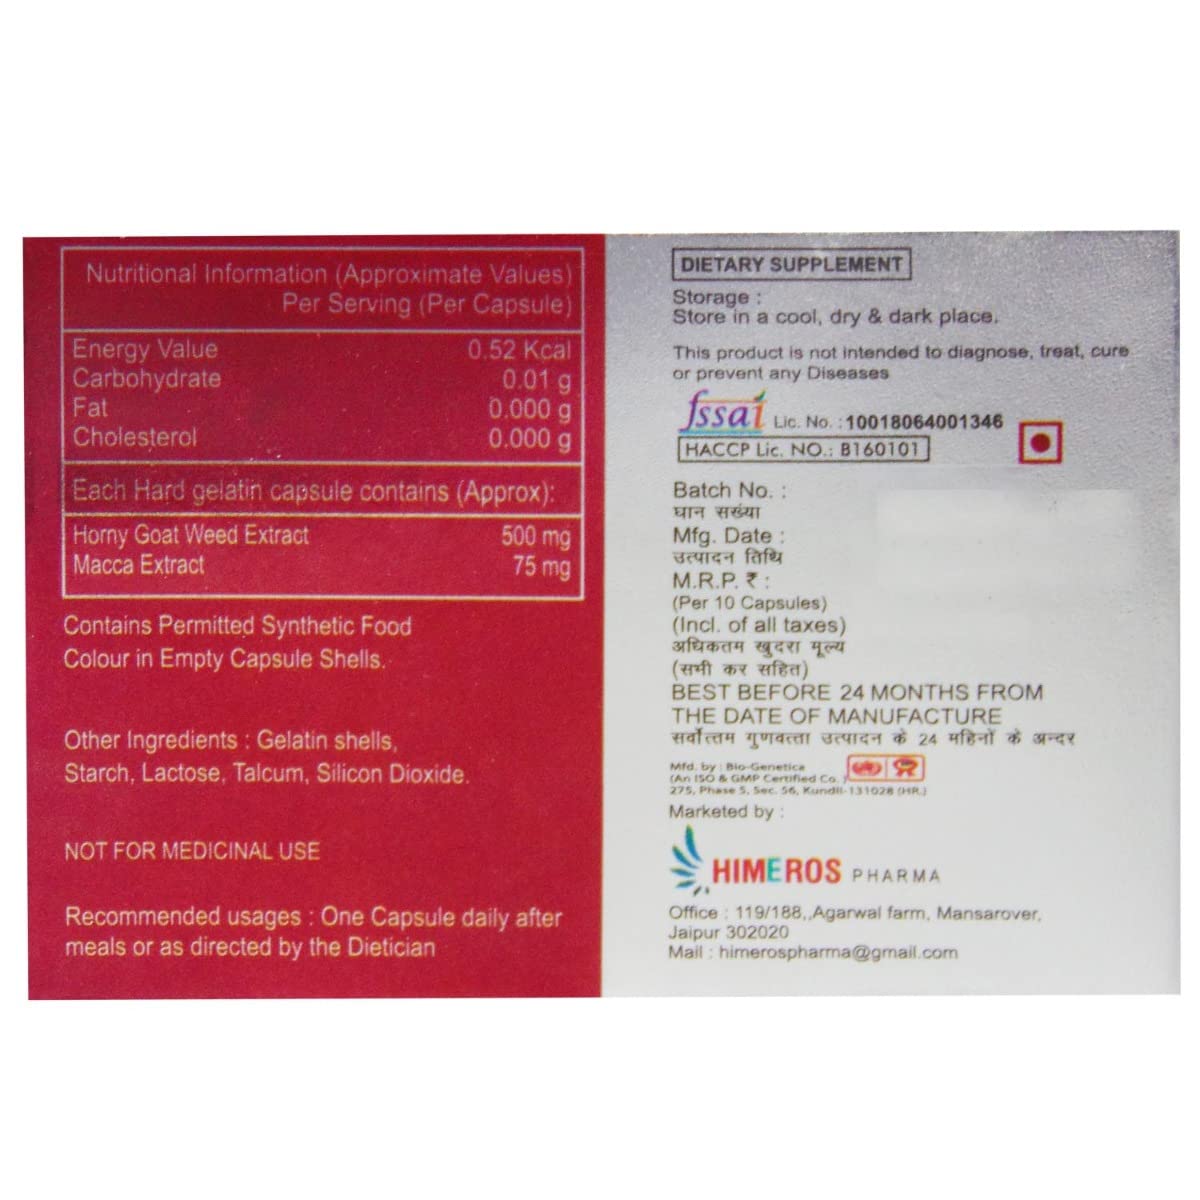 Nutritional Information (Approximate Values)
Per Serving (Per Capsule)
Energy Value 0.52 Kcal
Carbohydrate 0.01 g
Fat 0.000 g
Cholesterol 0.000 g
Each Hard gelatin capsule contains (Approx):
Horny Goat Weed Extract 500 mg
Macca Extract 75 mg
Contains Permitted Synthetic Food
Colour in Empty Capsule Shells.
Other Ingredients : Gelatin shells,
Starch, Lactose, Talcum, Silicon Dioxide.
NOT FOR MEDICINAL USE
Recommended usages : One Capsule daily after
meals or as directed by the Dietician
DIETARY SUPPLEMENT
Storage :
Store in a cool, dry & dark place.
This product is not intended to diagnose, treat, cure
or prevent any Diseases
fssai Lic. No. : 10018064001346
HACCP Lic. NO.: B160101
Batch No. :
घान सख्या
Mfg. Date :
उत्पादन तिथि
M.R.P. ₹ :
(Per 10 Capsules)
(Incl. of all taxes)
अधिकतम खुदरा मूल्य
(सभी कर सहित)
BEST BEFORE 24 MONTHS FROM
THE DATE OF MANUFACTURE
सर्वोत्तम गुणवत्ता उत्पादन के 24 महिनों के अन्दर
Mfd. by : Bio-Genetica
(An ISO & GMP Certified Co.)
275, Phase 5, Sec. 56, Kundli-131028 (HR.)
Marketed by :
HIMEROS PHARMA
Office : 119/188,,Agarwal farm, Mansarover,
Jaipur 302020
Mail : himerospharma@gmail.com